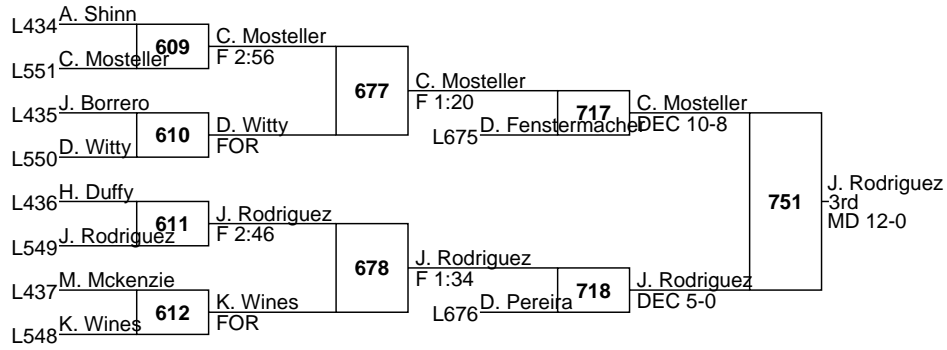 L434 A. Shinn
609
C. Mosteller
F 2:56
L551 C. Mosteller
677
C. Mosteller
F 1:20
L435 J. Borrero
610
D. Witty
FOR
L550 D. Witty
717
L675 D. Fenstermacher
C. Mosteller
DEC 10-8
L436 H. Duffy
611
J. Rodriguez
F 2:46
L549 J. Rodriguez
751
J. Rodriguez
3rd
MD 12-0
678
J. Rodriguez
F 1:34
L437 M. Mckenzie
612
K. Wines
FOR
L548 K. Wines
718
L676 D. Pereira
J. Rodriguez
DEC 5-0